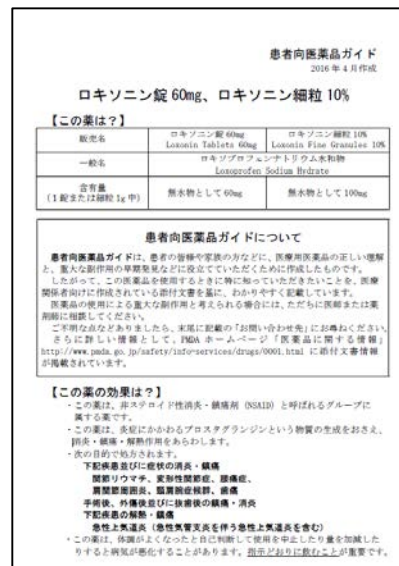 患者向医薬品ガイド
2016年4月作成
ロキソニン錠 60mg、ロキソニン細粒 10%
【この薬は？】
販売名
ロキソニン錠 60mg
Loxonin Tablets 60mg
ロキソニン細粒 10%
Loxonin Fine Granules 10%
一般名
ロキソプロフェンナトリウム水和物
Loxoprofen Sodium Hydrate
含有量
（1錠または細粒 1g 中）
無水物として 60mg
無水物として 100mg
患者向医薬品ガイドについて
患者向医薬品ガイドは、患者の皆様や家族の方などに、医療用医薬品の正しい理解
と、重大な副作用の早期発見などに役立てていただくために作成したものです。
したがって、この医薬品を使用するときに特に知っていただきたいことを、医療
関係者向けに作成されている添付文書を基に、わかりやすく記載しています。
医薬品の使用による重大な副作用と考えられる場合には、ただちに医師または薬
剤師に相談してください。
ご不明な点などありましたら、末尾に記載の「お問い合わせ先」にお尋ねください。
さらに詳しい情報として、PMDA ホームページ「医薬品に関する情報」
http://www.pmda.go.jp/safety/info-services/drugs/0001.html に添付文書情報
が掲載されています。
【この薬の効果は？】
・この薬は、非ステロイド性消炎・鎮痛剤（NSAID）と呼ばれるグループに
属する薬です。
・この薬は、炎症にかかわるプロスタグランジンという物質の生成をおさえ、
消炎・鎮痛・解熱作用をあらわします。
・次の目的で処方されます。
下記疾患並びに症状の消炎・鎮痛
関節リウマチ、変形性関節症、腰痛症、
肩関節周囲炎、頸肩腕症候群、歯痛
手術後、外傷後並びに抜歯後の鎮痛・消炎
下記疾患の解熱・鎮痛
急性上気道炎（急性気管支炎を伴う急性上気道炎を含む）
・この薬は、体調がよくなったと自己判断して使用を中止したり量を加減した
りすると病気が悪化することがあります。指示どおりに飲むことが重要です。